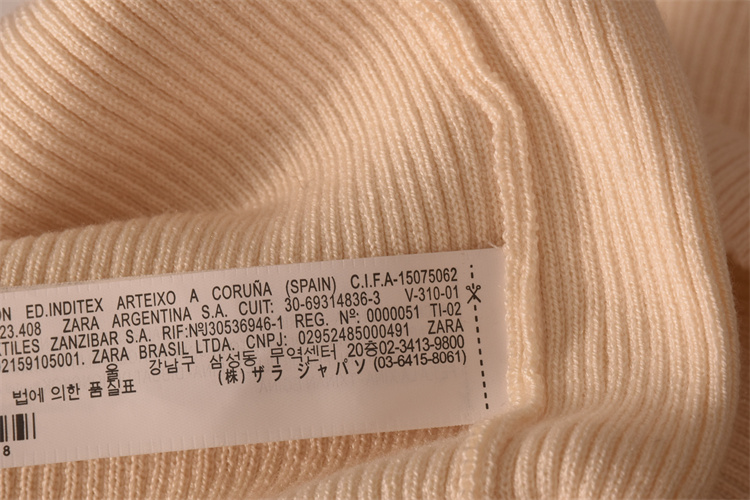 ON ED.INDITEX ARTEIXO A CORUÑA (SPAIN) C.I.F.A-15075062
23.408 ZARA ARGENTINA S.A. CUIT: 30-69314836-3 V-310-01
TILES ZANZIBAR S.A. RIF:Nº30536946-1 REG. Nº: 0000051 TI-02
02159105001. ZARA BRASIL LTDA. CNPJ: 02952485000491 ZARA
울 강남구 삼성동 무역센터 20층02-3413-9800
법에 의한 품질표 (株) ザラ ジャパン (03-6415-8061)
8